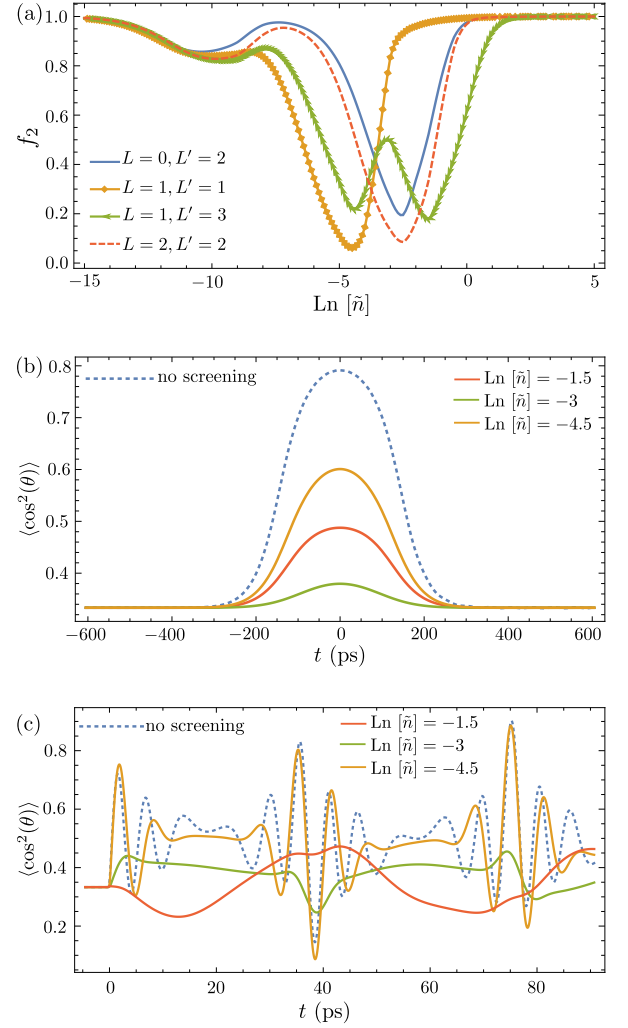 (a)
1.0
0.8
0.6
0.4
0.2
0.0
f₂
L = 0, L′ = 2
L = 1, L′ = 1
L = 1, L′ = 3
L = 2, L′ = 2
−15 −10 −5 0 5
Ln [ñ]
(b)
0.8
0.6
0.5
0.4
⟨cos²(θ)⟩
no screening
Ln [ñ] = −1.5
Ln [ñ] = −3
Ln [ñ] = −4.5
−600 −400 −200 0 200 400 600
t (ps)
(c)
0.8
0.6
0.4
0.2
⟨cos²(θ)⟩
no screening
Ln [ñ] = −1.5
Ln [ñ] = −3
Ln [ñ] = −4.5
0 20 40 60 80
t (ps)